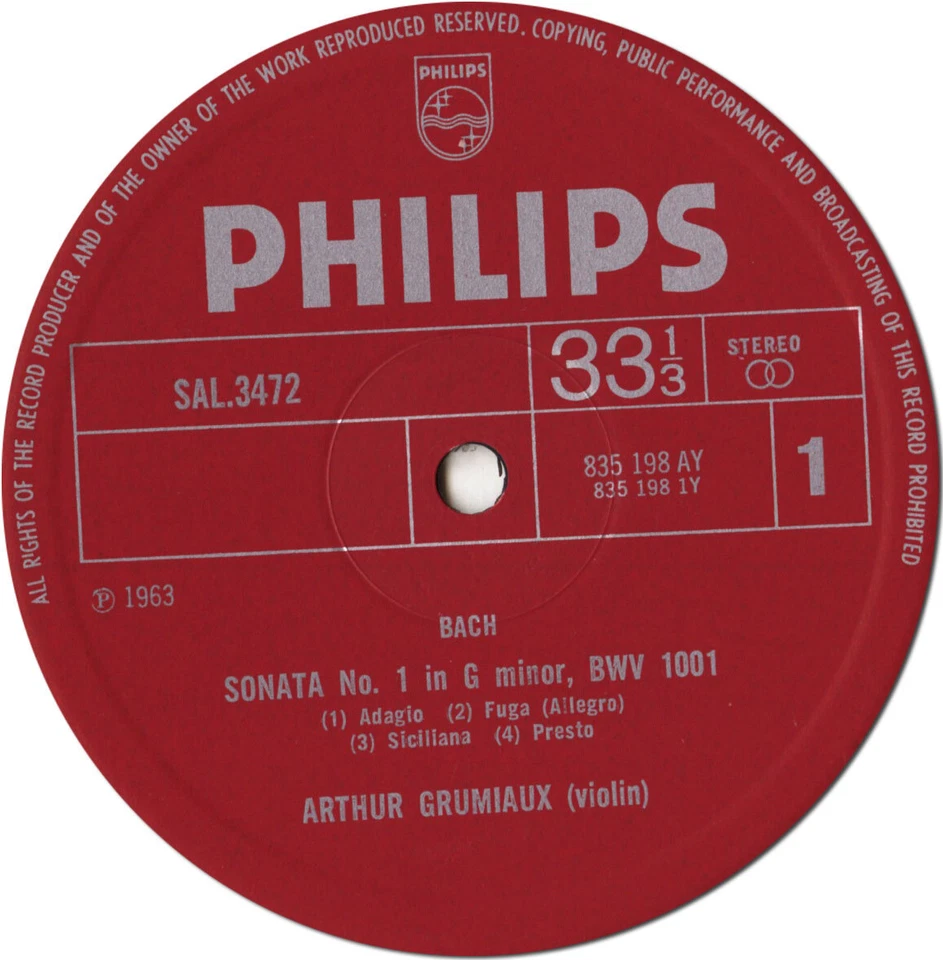 ALL RIGHTS OF THE RECORD PRODUCER AND OF THE OWNER OF THE WORK REPRODUCED RESERVED. COPYING, PUBLIC PERFORMANCE AND BROADCASTING OF THIS RECORD PROHIBITED
PHILIPS
PHILIPS
SAL.3472
33 1/3
STEREO
835 198 AY
835 198 1Y
1
Ⓟ 1963
BACH
SONATA No. 1 in G minor, BWV 1001
(1) Adagio (2) Fuga (Allegro)
(3) Siciliana (4) Presto
ARTHUR GRUMIAUX (violin)